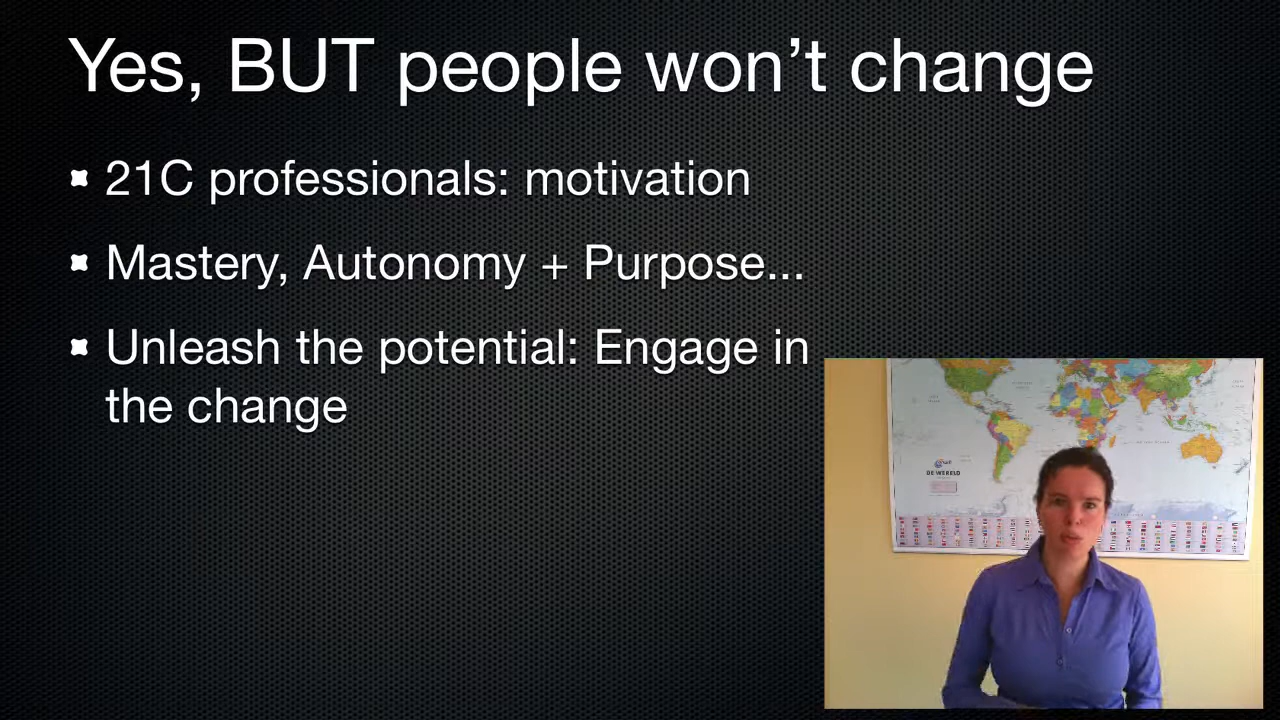 Yes, BUT people won’t change
21C professionals: motivation
Mastery, Autonomy + Purpose...
Unleash the potential: Engage in
the change
DE WERELD